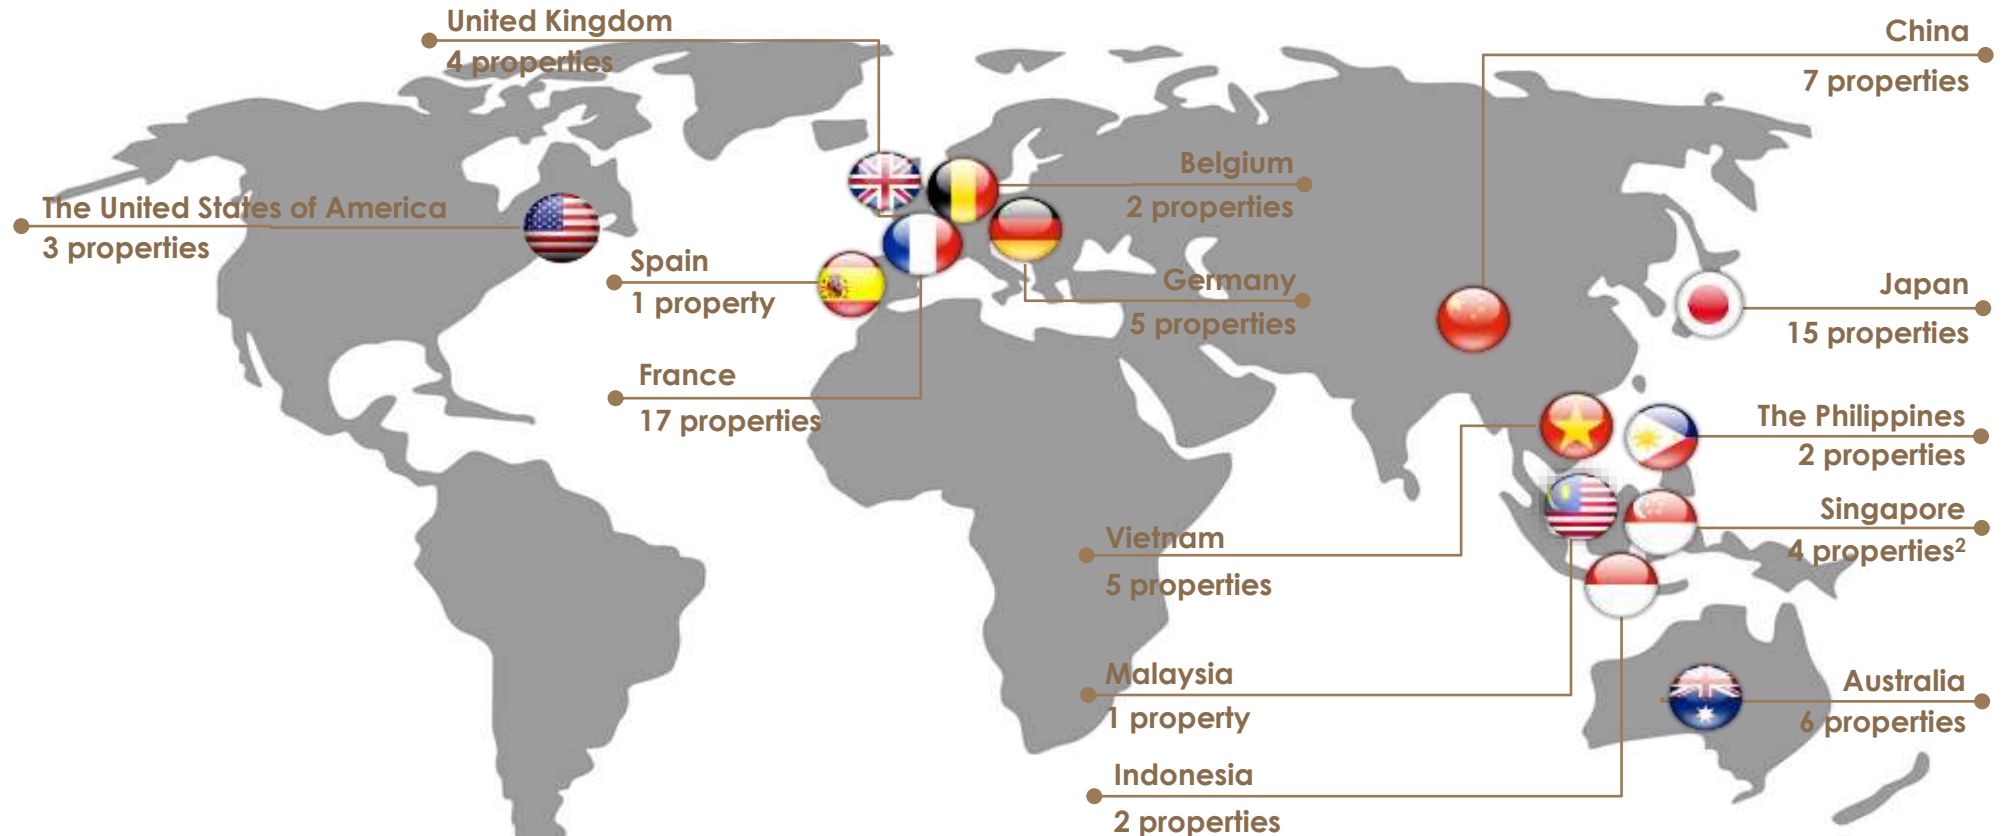 United Kingdom
4 properties
China
7 properties
Belgium
2 properties
The United States of America
3 properties
Spain
1 property
Germany
5 properties
Japan
15 properties
France
17 properties
The Philippines
2 properties
Singapore
4 properties²
Vietnam
5 properties
Malaysia
1 property
Australia
6 properties
Indonesia
2 properties